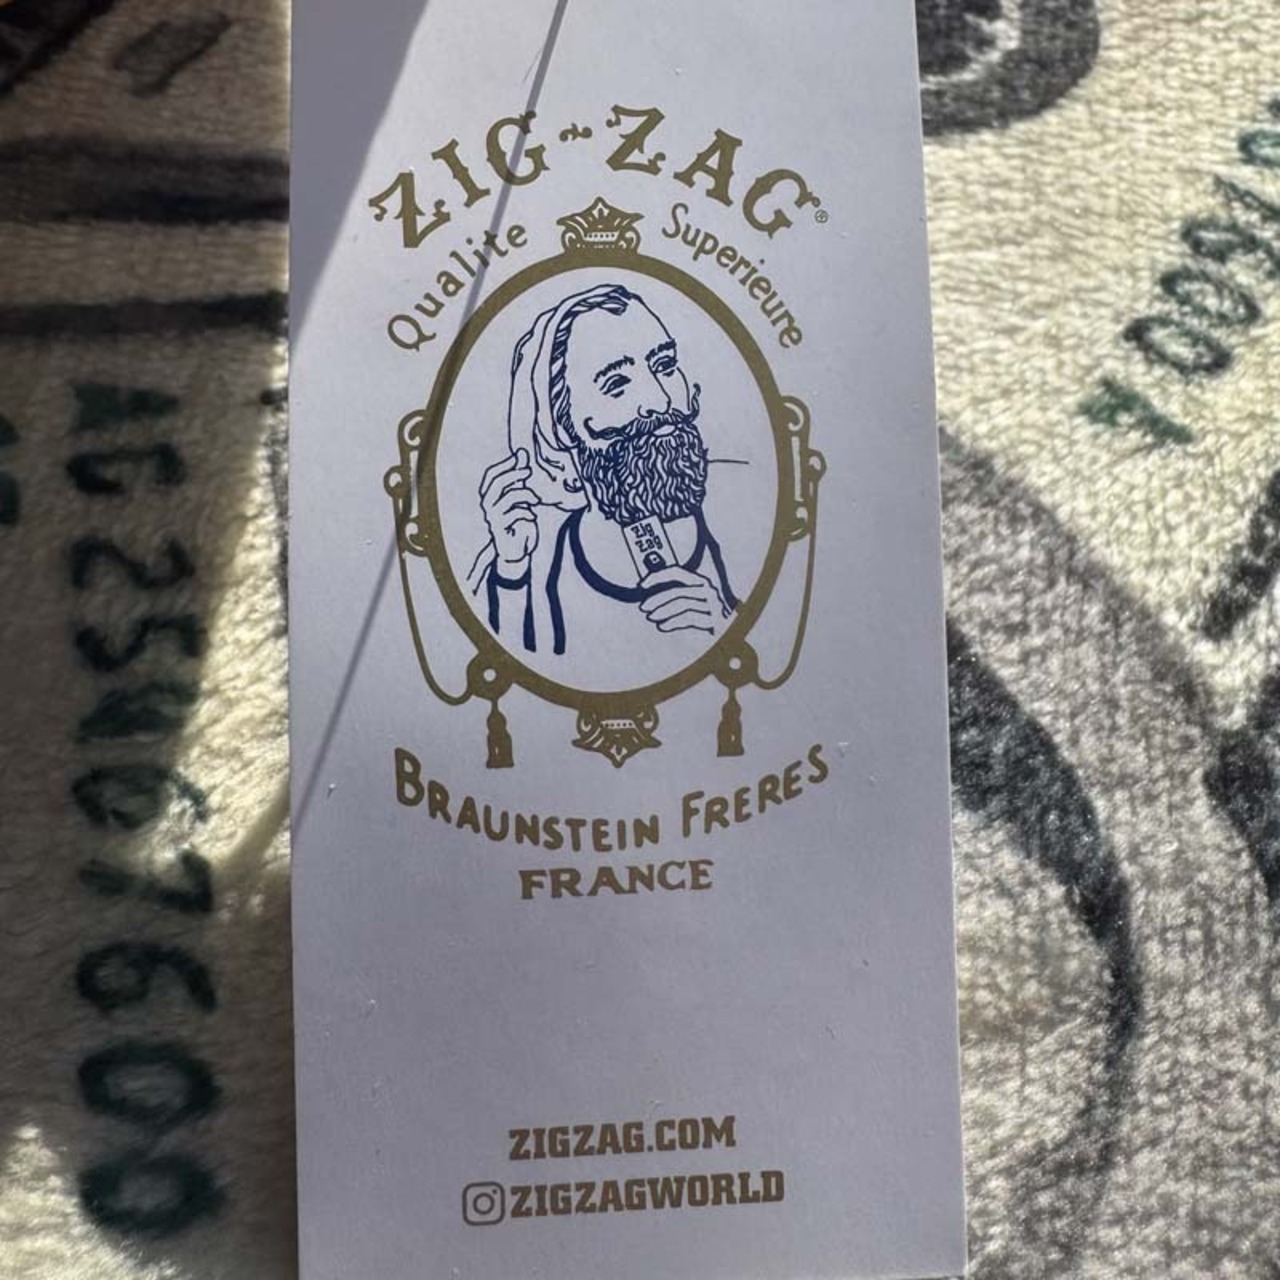 ZIG-ZAG®
Qualite Superieure
Zig
Zag
BRAUNSTEIN FRERES
FRANCE
ZIGZAG.COM
ZIGZAGWORLD